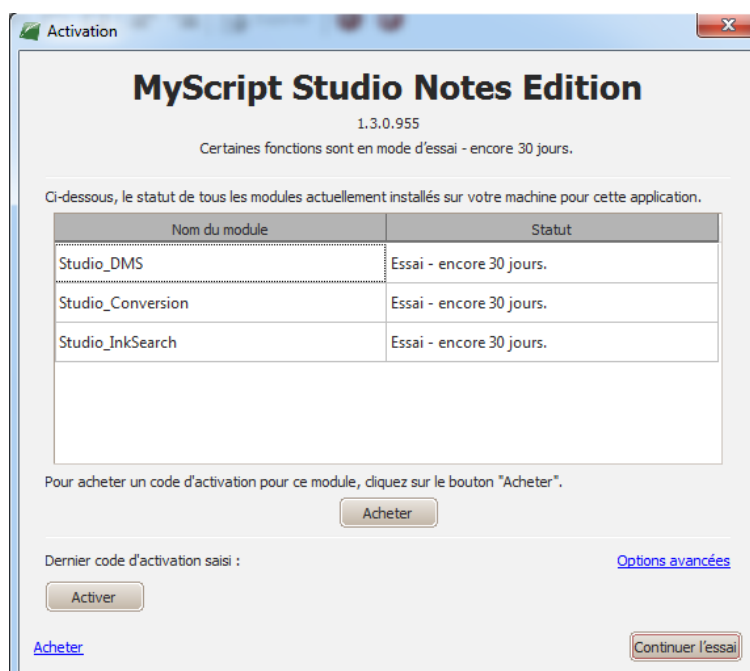 Activation
MyScript Studio Notes Edition
1.3.0.955
Certaines fonctions sont en mode d'essai - encore 30 jours.
Ci-dessous, le statut de tous les modules actuellement installés sur votre machine pour cette application.
Nom du module Statut
Studio_DMS Essai - encore 30 jours.
Studio_Conversion Essai - encore 30 jours.
Studio_InkSearch Essai - encore 30 jours.
Pour acheter un code d'activation pour ce module, cliquez sur le bouton "Acheter".
Acheter
Dernier code d'activation saisi : Options avancées
Activer
Acheter Continuer l'essai